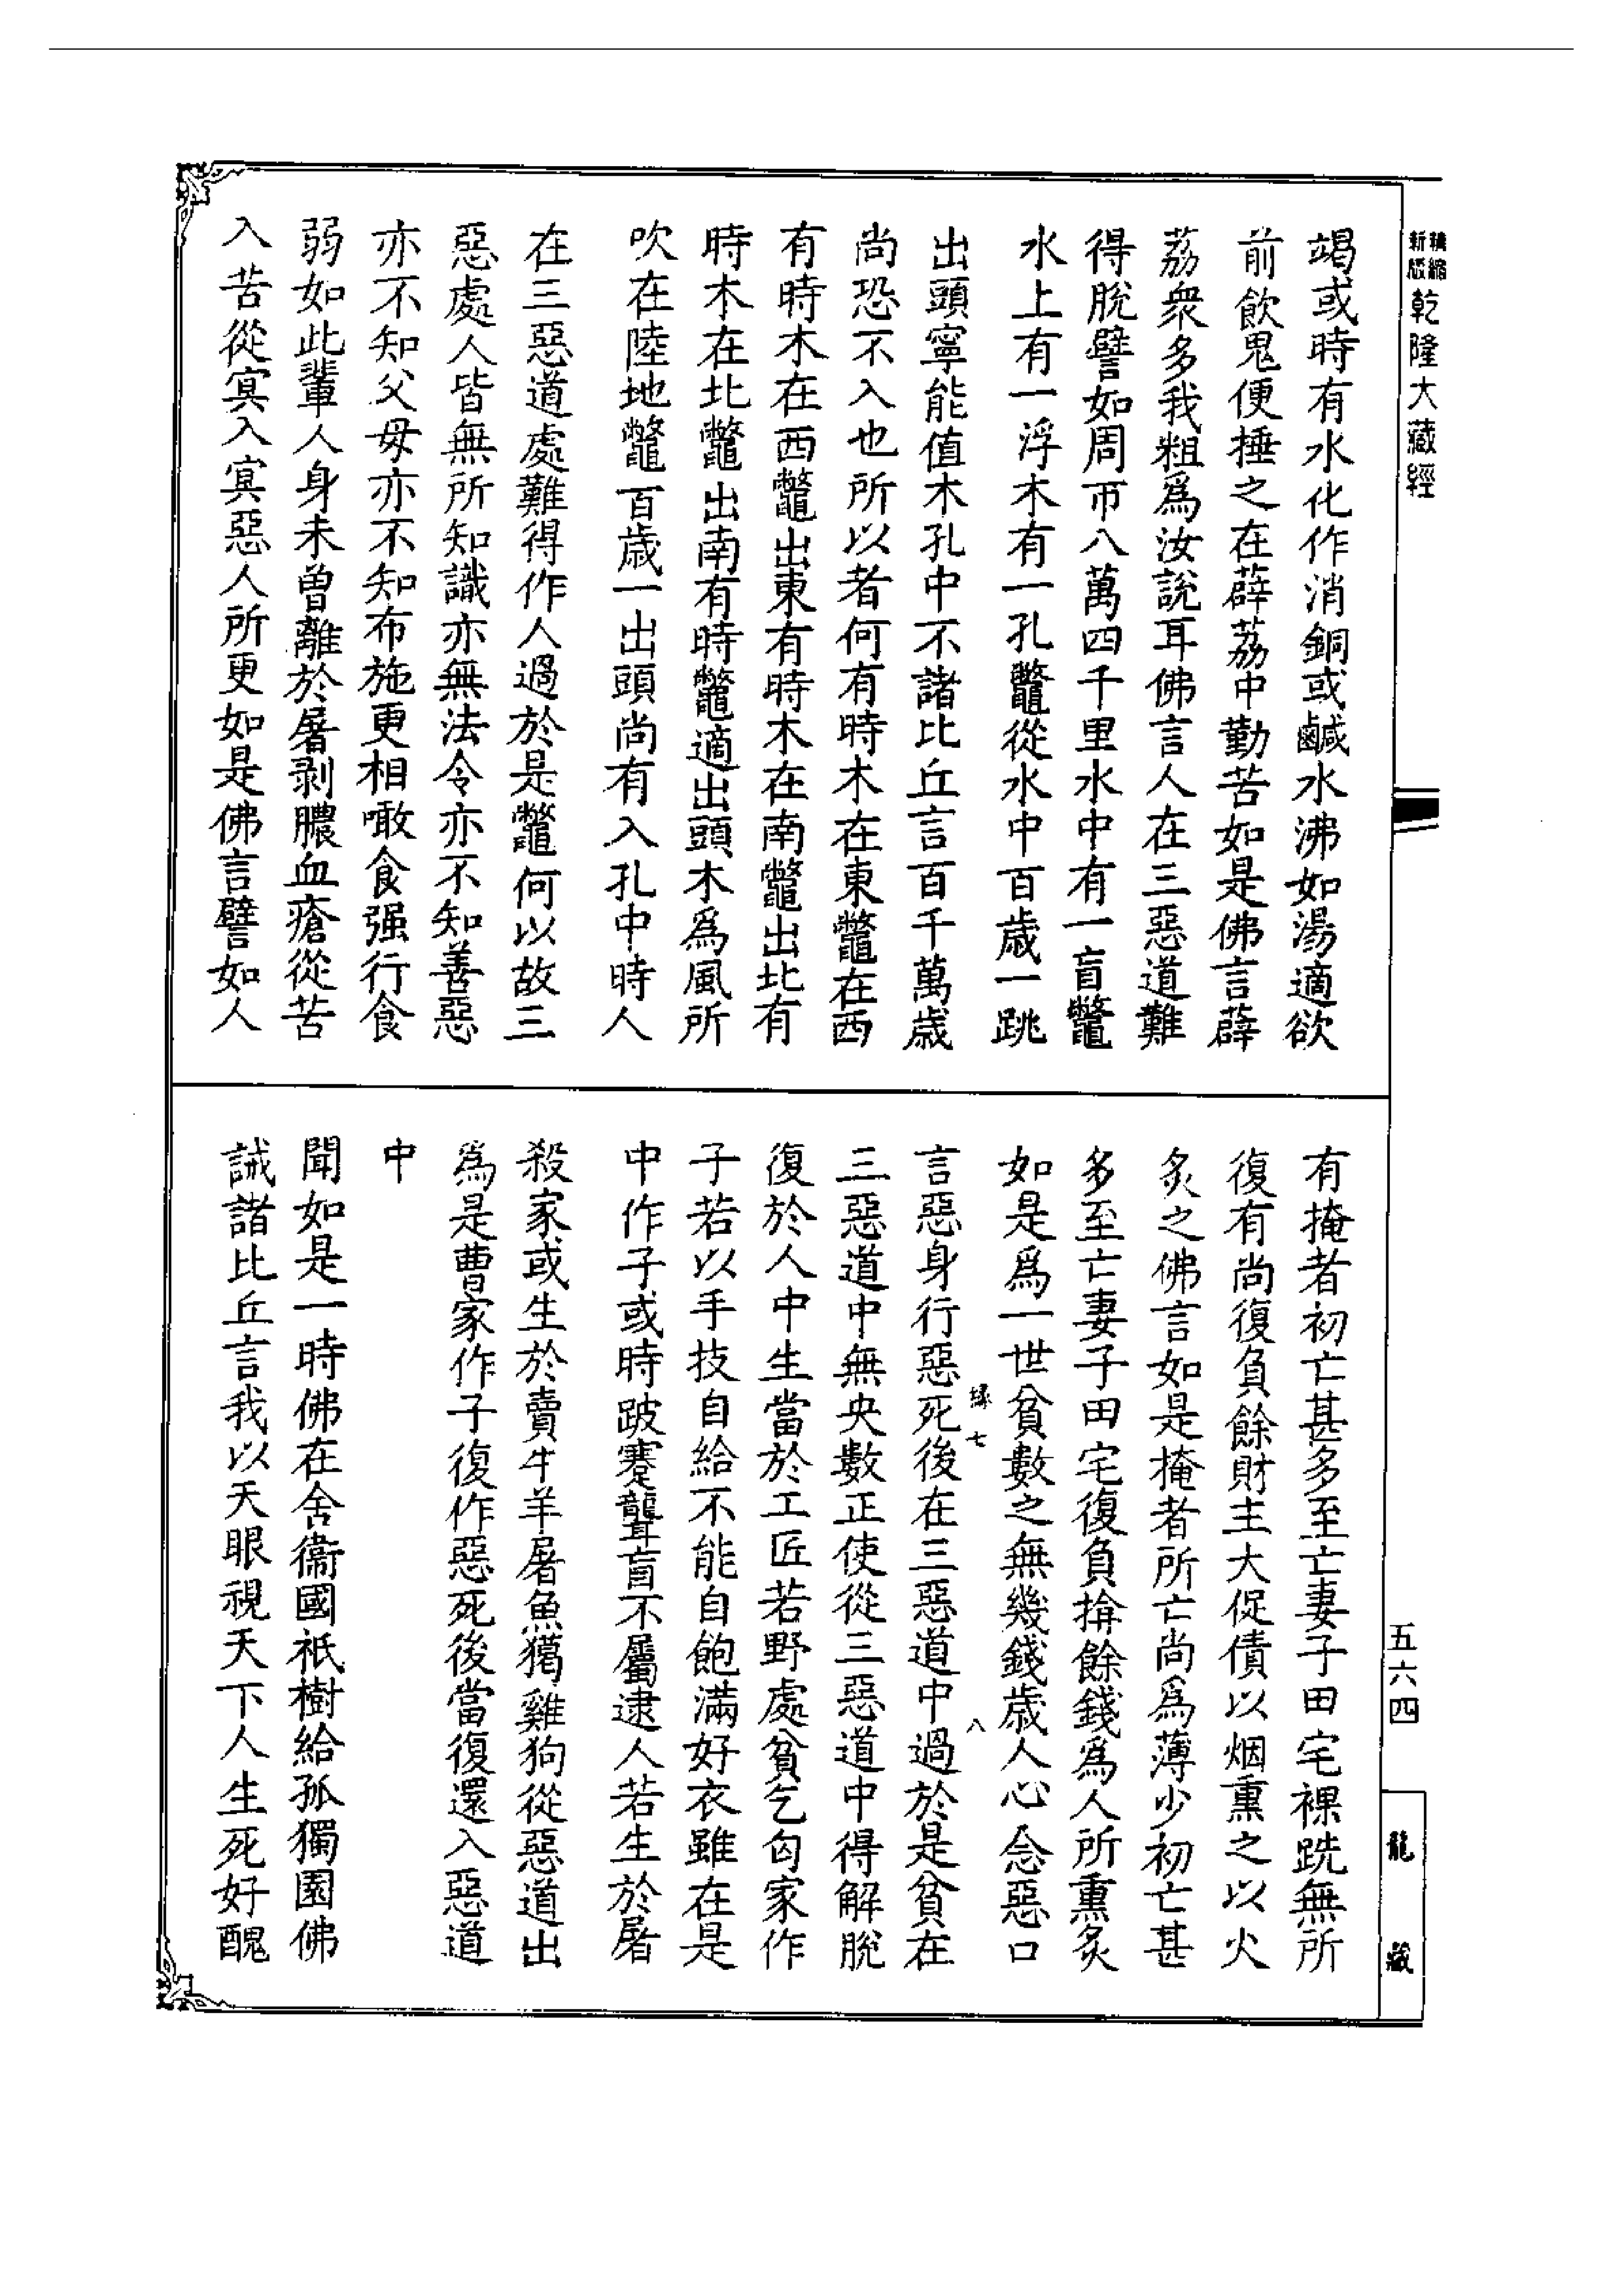 精縮
新版
乾隆大藏經
竭或時有水化作消銅或鹹水沸如湯適欲
前飲鬼便捶之在薜荔中勤苦如是佛言薜
荔衆多我粗爲汝說耳佛言人在三惡道難
得脫譬如周帀八萬四千里水中有一盲鼈
水上有一浮木有一孔鼈從水中百歲一跳
出頭寧能值木孔中不諸比丘言百千萬歲
尚恐不入也所以者何有時木在東鼈在西
有時木在西鼈出東有時木在南鼈出北有
時木在北鼈出南有時鼈適出頭木爲風所
吹在陸地鼈百歲一出頭尚有入孔中時人
在三惡道處難得作人過於是鼈何以故三
惡處人皆無所知識亦無法令亦不知善惡
亦不知父母亦不知布施更相噉食强行食
弱如此輩人身未曾離於屠剥膿血瘡從苦
入苦從冥入冥惡人所更如是佛言譬如人
有掩者初亡甚多至亡妻子田宅裸跣無所
復有尚復負餘財主大促債以烟熏之以火
炙之佛言如是掩者所亡尚爲薄少初亡甚
多至亡妻子田宅復負揜餘錢爲人所熏炙
如是爲一世貧數之無幾錢歲人心念惡口
言惡身行惡死後在三惡道中過於是貧在
三惡道中無央數正使從三惡道中得解脫
復於人中生當於工匠若野處貧乞匃家作
子若以手技自給不能自飽滿好衣雖在是
中作子或時跛蹇聾盲不屬逮人若生於屠
殺家或生於賣牛羊屠魚獦雞狗從惡道出
爲是曹家作子復作惡死後當復還入惡道
中
聞如是一時佛在舍衞國祇樹給孤獨園佛
誡諸比丘言我以天眼視天下人生死好醜
緣七
八
五六四
龍藏